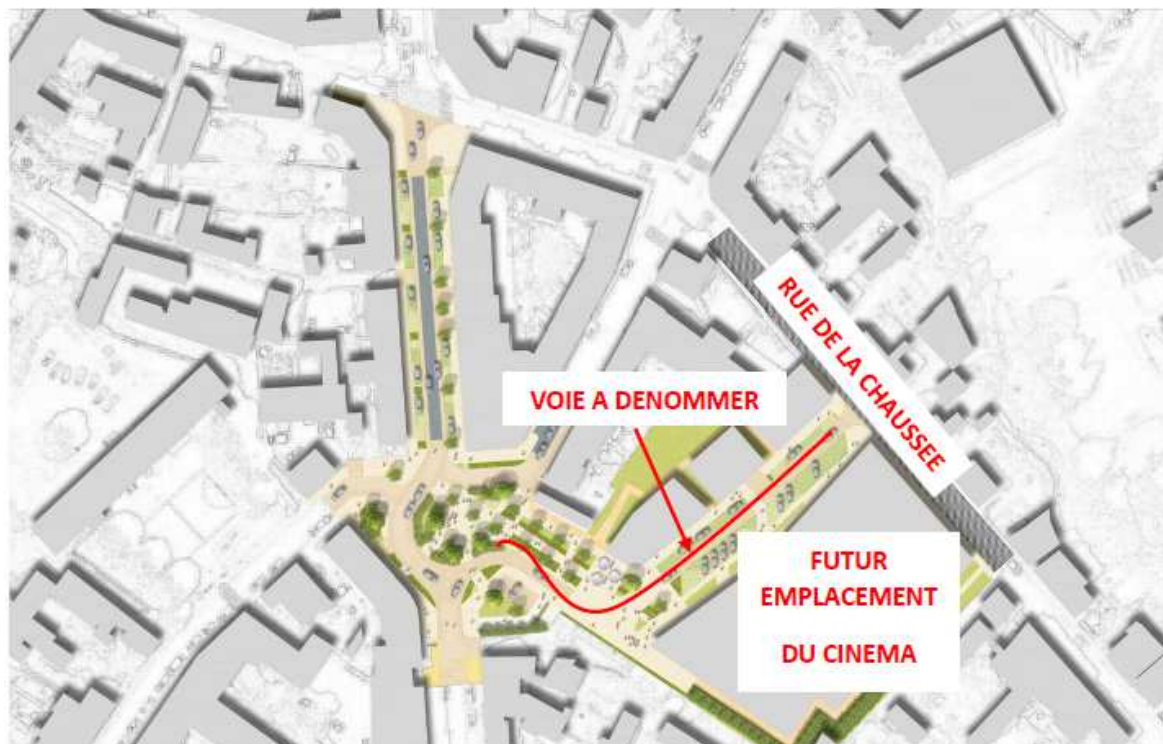 RUE DE LA CHAUSSEE
VOIE A DENOMMER
FUTUR
EMPLACEMENT
DU CINEMA